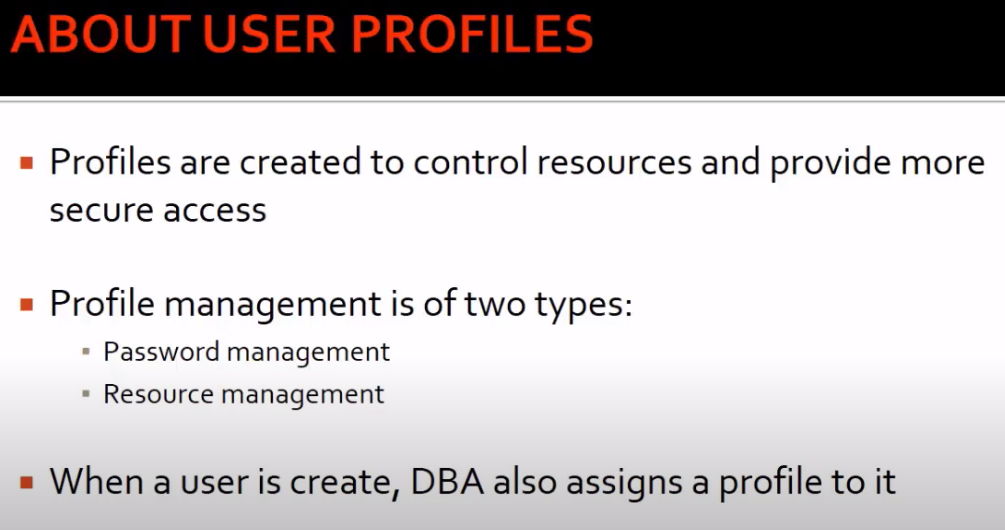 ABOUT USER PROFILES
Profiles are created to control resources and provide more
secure access
Profile management is of two types:
Password management
Resource management
When a user is create, DBA also assigns a profile to it